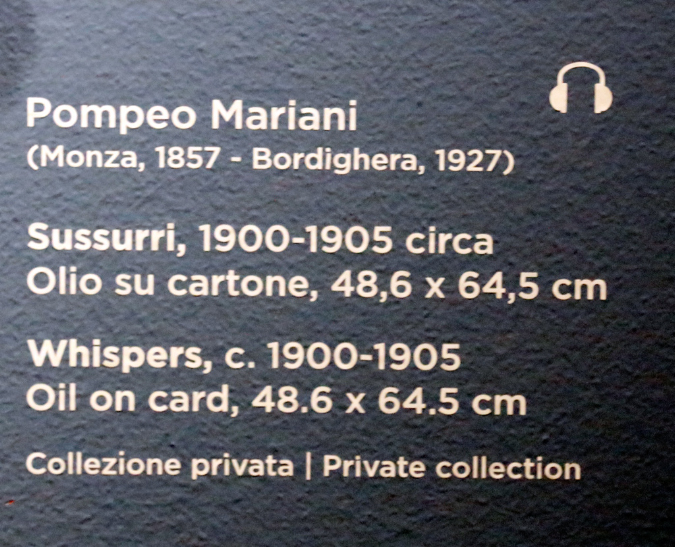 Pompeo Mariani
(Monza, 1857 - Bordighera, 1927)
Sussurri, 1900-1905 circa
Olio su cartone, 48,6 x 64,5 cm
Whispers, c. 1900-1905
Oil on card, 48.6 x 64.5 cm
Collezione privata | Private collection